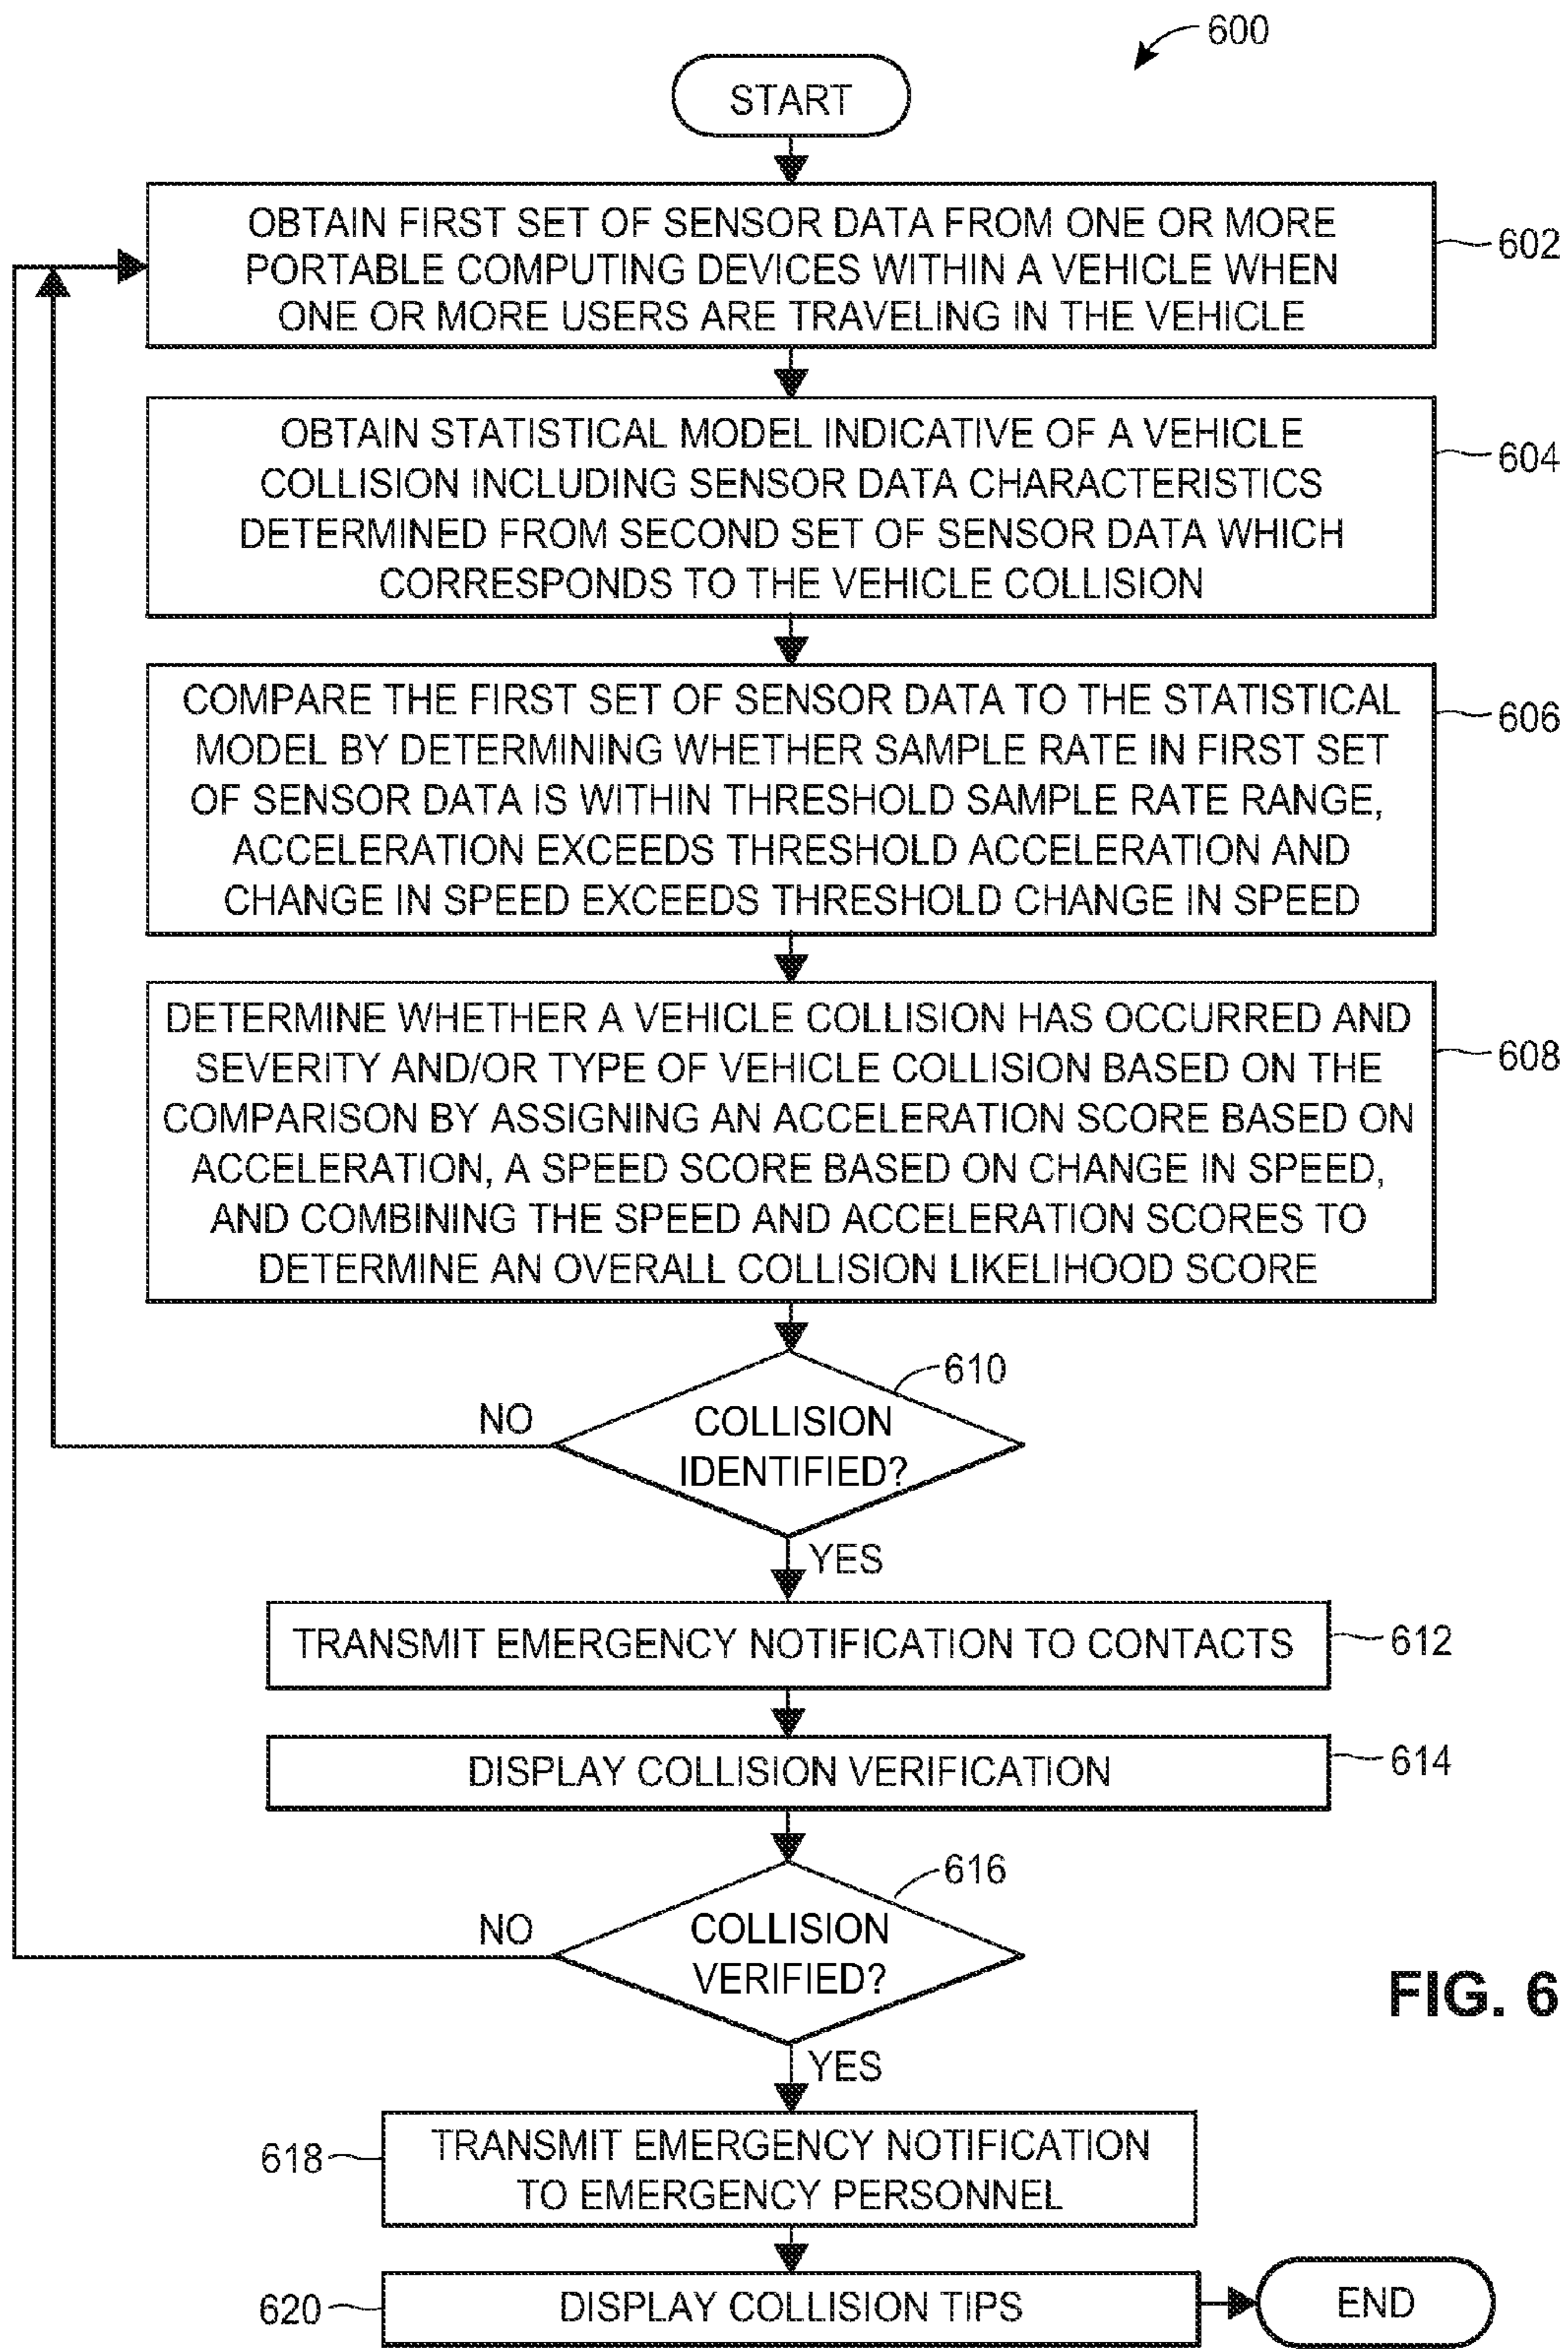 600
START
OBTAIN FIRST SET OF SENSOR DATA FROM ONE OR MORE
PORTABLE COMPUTING DEVICES WITHIN A VEHICLE WHEN
ONE OR MORE USERS ARE TRAVELING IN THE VEHICLE
602
OBTAIN STATISTICAL MODEL INDICATIVE OF A VEHICLE
COLLISION INCLUDING SENSOR DATA CHARACTERISTICS
DETERMINED FROM SECOND SET OF SENSOR DATA WHICH
CORRESPONDS TO THE VEHICLE COLLISION
604
COMPARE THE FIRST SET OF SENSOR DATA TO THE STATISTICAL
MODEL BY DETERMINING WHETHER SAMPLE RATE IN FIRST SET
OF SENSOR DATA IS WITHIN THRESHOLD SAMPLE RATE RANGE,
ACCELERATION EXCEEDS THRESHOLD ACCELERATION AND
CHANGE IN SPEED EXCEEDS THRESHOLD CHANGE IN SPEED
606
DETERMINE WHETHER A VEHICLE COLLISION HAS OCCURRED AND
SEVERITY AND/OR TYPE OF VEHICLE COLLISION BASED ON THE
COMPARISON BY ASSIGNING AN ACCELERATION SCORE BASED ON
ACCELERATION, A SPEED SCORE BASED ON CHANGE IN SPEED,
AND COMBINING THE SPEED AND ACCELERATION SCORES TO
DETERMINE AN OVERALL COLLISION LIKELIHOOD SCORE
608
610
NO
COLLISION
IDENTIFIED?
YES
TRANSMIT EMERGENCY NOTIFICATION TO CONTACTS
612
DISPLAY COLLISION VERIFICATION
614
616
NO
COLLISION
VERIFIED?
FIG. 6
YES
618
TRANSMIT EMERGENCY NOTIFICATION
TO EMERGENCY PERSONNEL
620
DISPLAY COLLISION TIPS
END